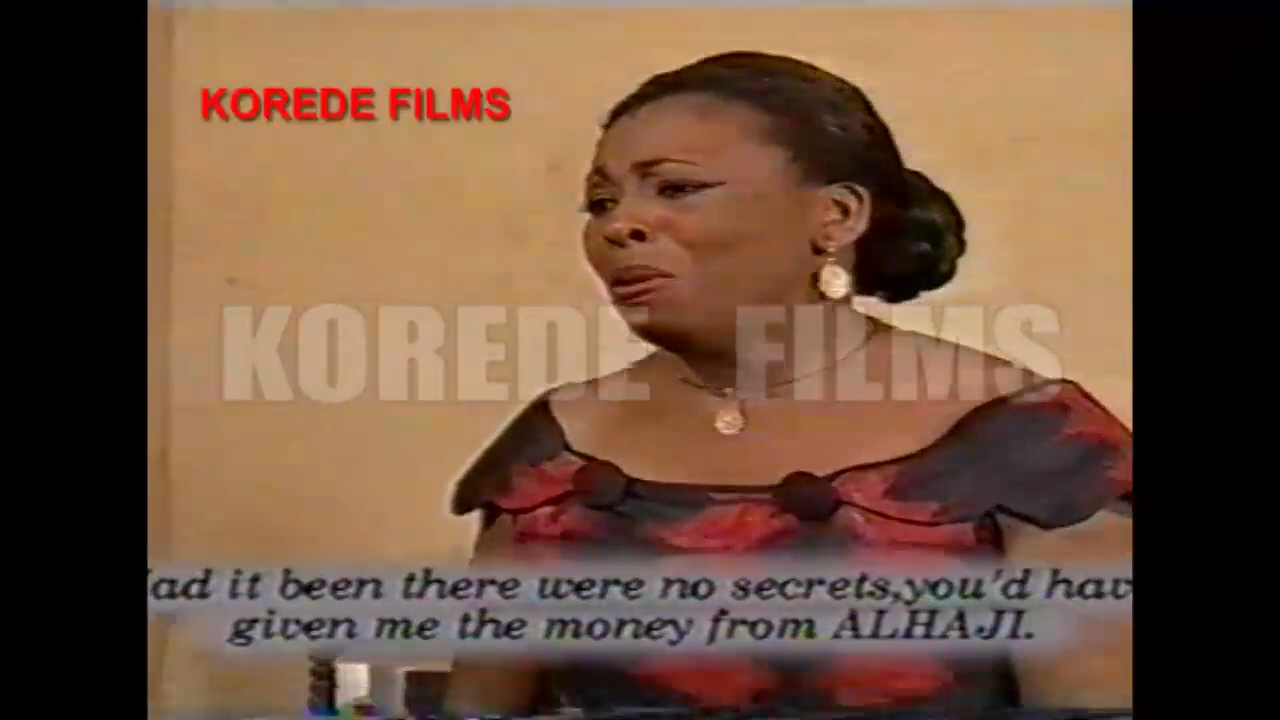 KOREDE FILMS
KOREDE FILMS
ad it been there were no secrets,you'd hav
given me the money from ALHAJI.